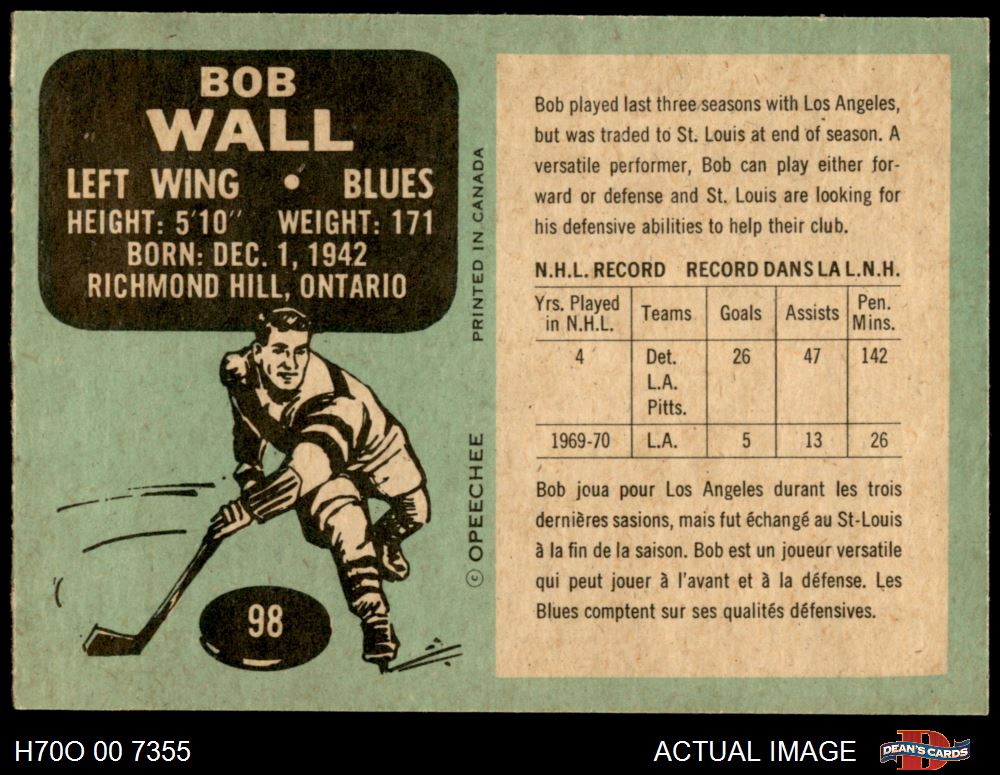 BOB
WALL
LEFT WING • BLUES
HEIGHT: 5'10" WEIGHT: 171
BORN: DEC. 1, 1942
RICHMOND HILL, ONTARIO
98
© OPEECHEE PRINTED IN CANADA
Bob played last three seasons with Los Angeles,
but was traded to St. Louis at end of season. A
versatile performer, Bob can play either for-
ward or defense and St. Louis are looking for
his defensive abilities to help their club.
N.H.L. RECORD RECORD DANS LA L.N.H.
Yrs. Played in N.H.L. Teams Goals Assists Pen. Mins.
4 Det. 26 47 142
L.A.
Pitts.
1969-70 L.A. 5 13 26
Bob joua pour Los Angeles durant les trois
dernières sasions, mais fut échangé au St-Louis
à la fin de la saison. Bob est un joueur versatile
qui peut jouer à l'avant et à la défense. Les
Blues comptent sur ses qualités défensives.
H70O 00 7355 ACTUAL IMAGE DEAN'S CARDS